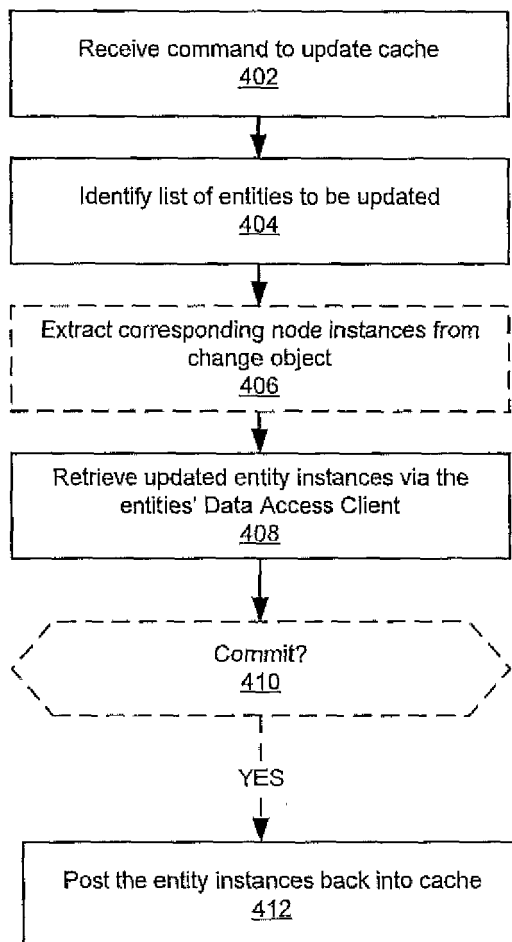 Receive command to update cache
402
Identify list of entities to be updated
404
Extract corresponding node instances from
change object
406
Retrieve updated entity instances via the
entities' Data Access Client
408
Commit?
410
YES
Post the entity instances back into cache
412